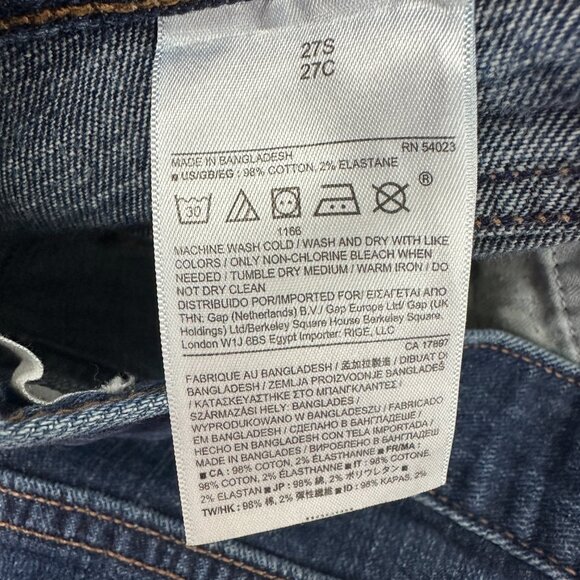 27S
27C
RN 54023
MADE IN BANGLADESH
■ US/GB/EG : 98% COTTON, 2% ELASTANE
30
®
1166
MACHINE WASH COLD / WASH AND DRY WITH LIKE
COLORS / ONLY NON-CHLORINE BLEACH WHEN
NEEDED / TUMBLE DRY MEDIUM / WARM IRON / DO
NOT DRY CLEAN
DISTRIBUIDO POR/IMPORTED FOR/ ΕΙΣΑΓΕΤΑΙ ΑΠΟ
ΤΗΝ: Gap (Netherlands) B.V./ Gap Europe Ltd/ Gap (UK
Holdings) Ltd/Berkeley Square House Berkeley Square
London W1J 6BS Egypt Importer: RIGE, LLC
CA 17897
FABRIQUE AU BANGLADESH / 孟加拉製造 / DIBUAT DI
BANGLADESH / ZEMLJA PROIZVODNJE BANGLADEŠ
/ ΚΑΤΑΣΚΕΥΑΣΤΗΚΕ ΣΤΟ ΜΠΑΓΚΛΑΝΤΕΣ /
SZÁRMAZÁSI HELY: BANGLADES /
WYPRODUKOWANO W BANGLADESZU / FABRICADO
EM BANGLADESH / СДЕЛАНО В БАНГЛАДЕШ /
HECHO EN BANGLADESH CON TELA IMPORTADA /
MADE IN BANGLADESH / ВИРОБЛЕНО В БАНГЛАДЕШ
■ CA : 98% COTTON, 2% ELASTHANNE ■ FR/MA :
98% COTON, 2% ÉLASTHANNE ■ IT : 98% COTONE,
2% ELASTAN ■ JP : 98% 綿, 2% ポリウレタン ■
TW/HK : 98% 棉, 2% 彈性纖維 ■ ID : 98% KAPAS, 2%